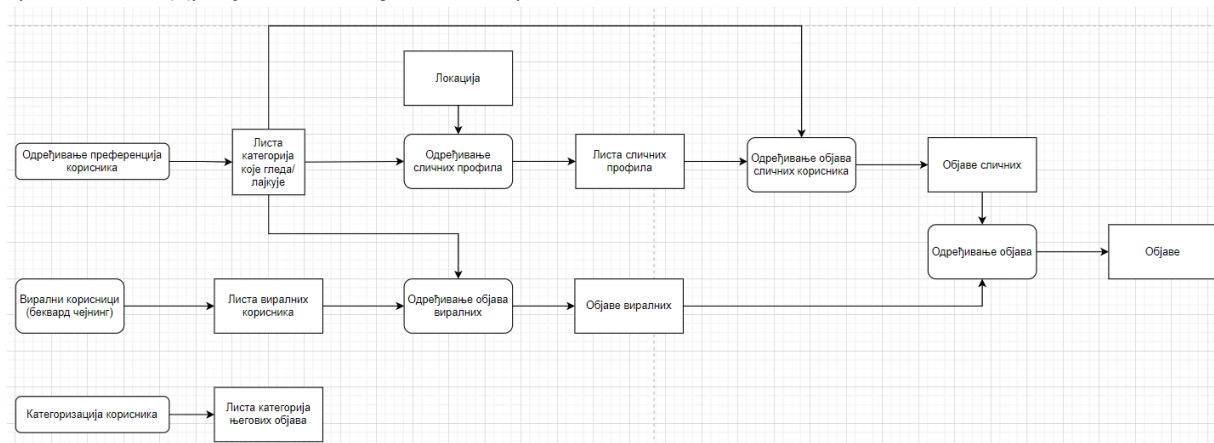 Локација
Одређивање преференција
корисника
Листа
категорија
које гледа/
лајкује
Одређивање
сличних профила
Листа сличних
профила
Одређивање објава
сличних корисника
Објаве сличних
Одређивање објава
Објаве
Вирални корисници
(беквард чејнинг)
Листа виралних
корисника
Одређивање објава
виралних
Објаве виралних
Категоризација корисника
Листа категорија
његових објава